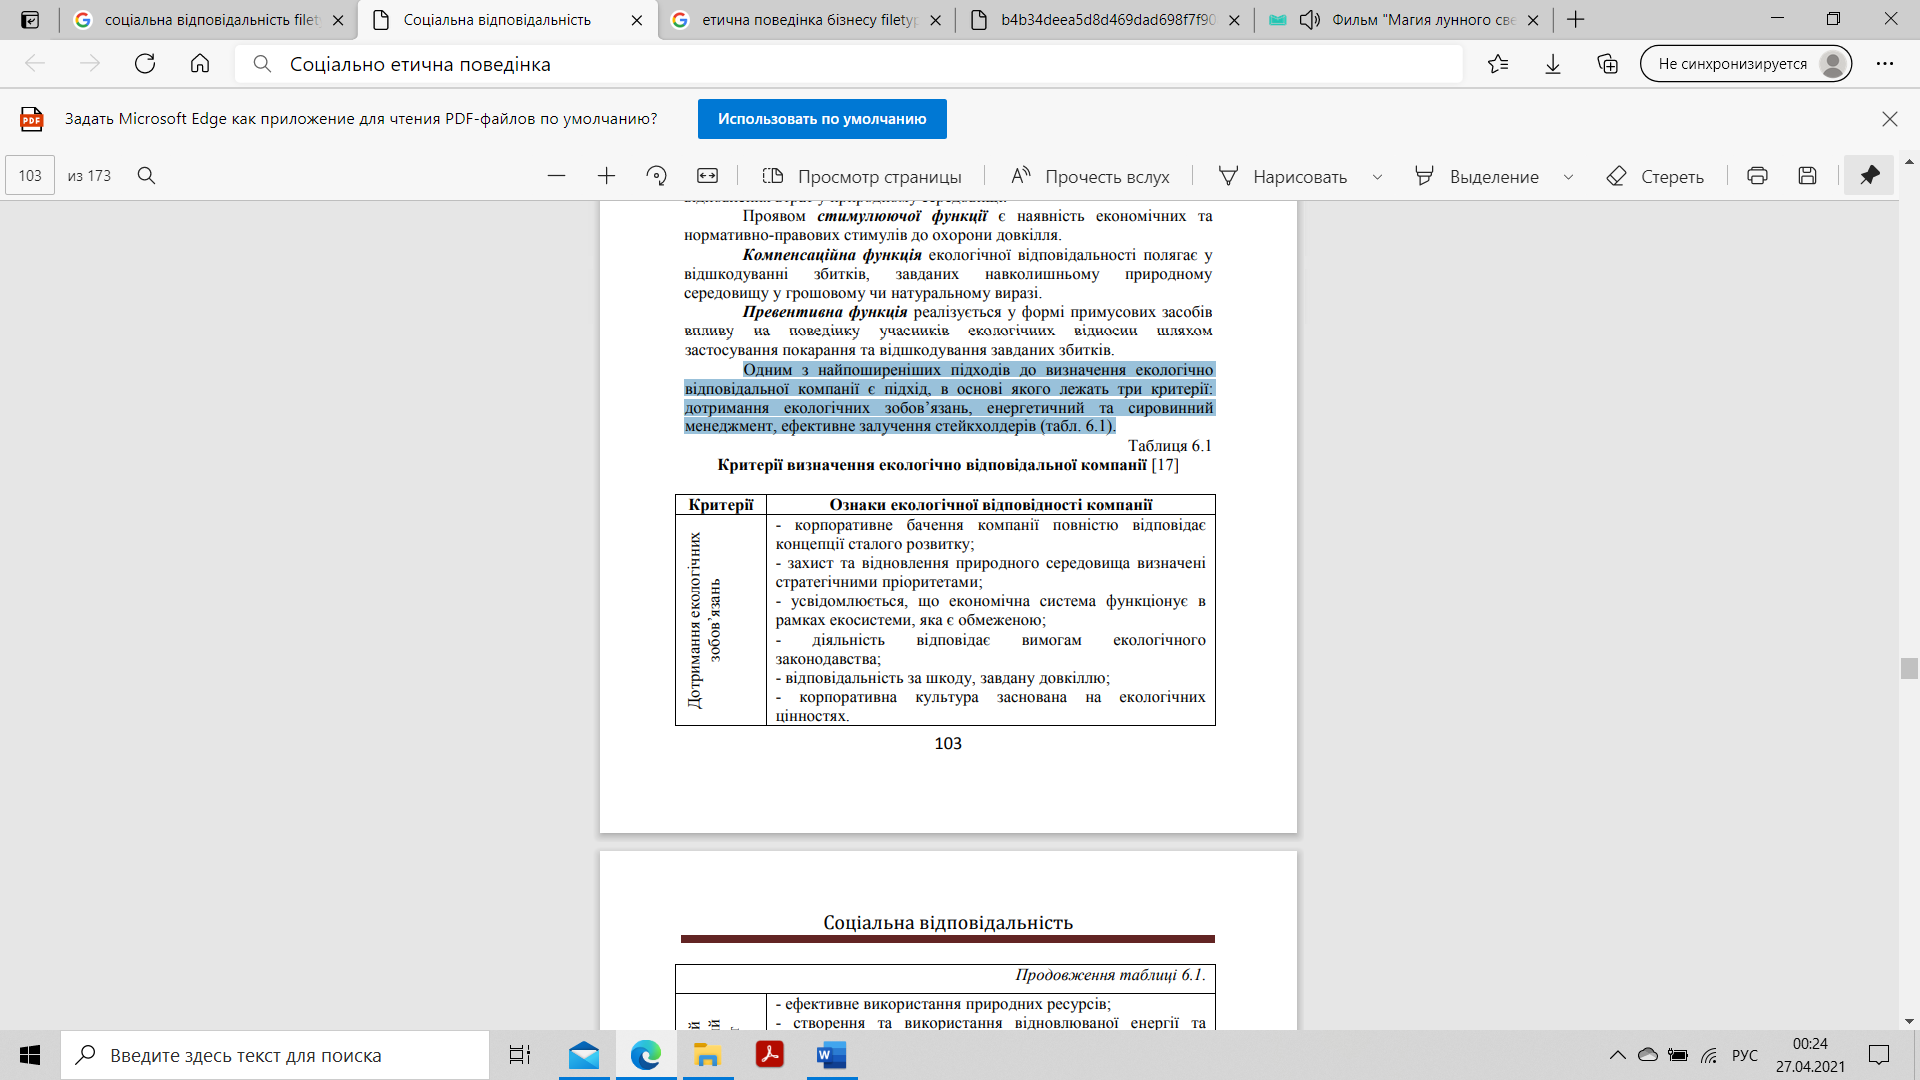 соціальна відповідальність filet
Соціальна відповідальність
етична поведінка бізнесу filetyp
b4b34deea5d8d469dad698f7f90
Фильм "Магия лунного све
Соціально етична поведінка
Не синхронизируется
Задать Microsoft Edge как приложение для чтения PDF-файлов по умолчанию?
Использовать по умолчанию
103
из 173
Просмотр страницы
Прочесть вслух
Нарисовать
Выделение
Стереть
Проявом стимулюючої функції є наявність економічних та
нормативно-правових стимулів до охорони довкілля.
Компенсаційна функція екологічної відповідальності полягає у
відшкодуванні збитків, завданих навколишньому природному
середовищу у грошовому чи натуральному виразі.
Превентивна функція реалізується у формі примусових засобів
впливу на поведінку учасників екологічних відносин шляхом
застосування покарання та відшкодування завданих збитків.
Одним з найпоширеніших підходів до визначення екологічно
відповідальної компанії є підхід, в основі якого лежать три критерії:
дотримання екологічних зобов’язань, енергетичний та сировинний
менеджмент, ефективне залучення стейкхолдерів (табл. 6.1).
Таблиця 6.1
Критерії визначення екологічно відповідальної компанії [17]
Критерії
Ознаки екологічної відповідності компанії
Дотримання екологічних
зобов’язань
- корпоративне бачення компанії повністю відповідає
концепції сталого розвитку;
- захист та відновлення природного середовища визначені
стратегічними пріоритетами;
- усвідомлюється, що економічна система функціонує в
рамках екосистеми, яка є обмеженою;
- діяльність відповідає вимогам екологічного
законодавства;
- відповідальність за шкоду, завдану довкіллю;
- корпоративна культура заснована на екологічних
цінностях.
103
Соціальна відповідальність
Продовження таблиці 6.1.
- ефективне використання природних ресурсів;
- створення та використання відновлюваної енергії та
Введите здесь текст для поиска
РУС
00:24
27.04.2021